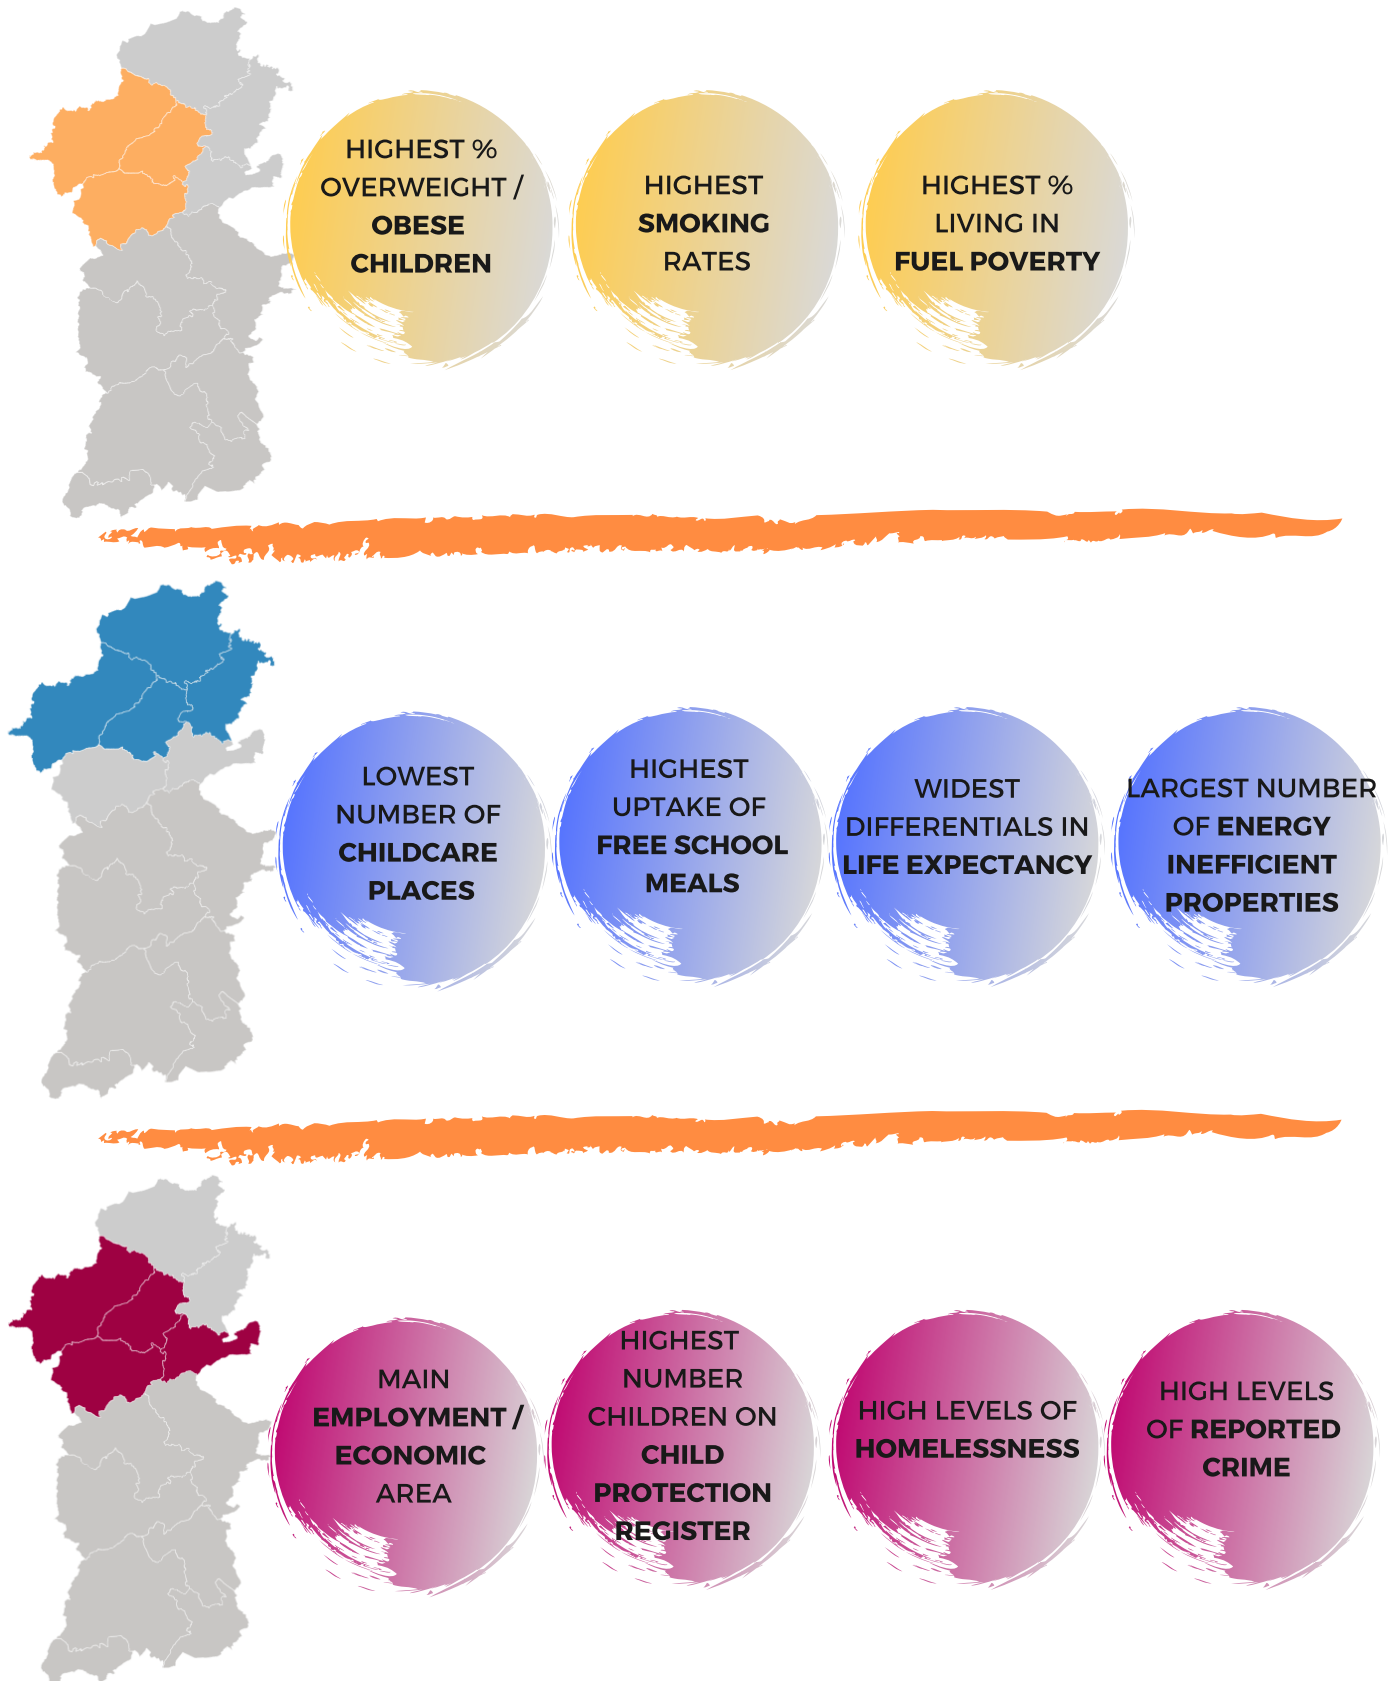 HIGHEST %
OVERWEIGHT /
OBESE
CHILDREN
HIGHEST
SMOKING
RATES
HIGHEST %
LIVING IN
FUEL POVERTY
LOWEST
NUMBER OF
CHILDCARE
PLACES
HIGHEST
UPTAKE OF
FREE SCHOOL
MEALS
WIDEST
DIFFERENTIALS IN
LIFE EXPECTANCY
LARGEST NUMBER
OF ENERGY
INEFFICIENT
PROPERTIES
MAIN
EMPLOYMENT /
ECONOMIC
AREA
HIGHEST
NUMBER
CHILDREN ON
CHILD
PROTECTION
REGISTER
HIGH LEVELS OF
HOMELESSNESS
HIGH LEVELS
OF REPORTED
CRIME